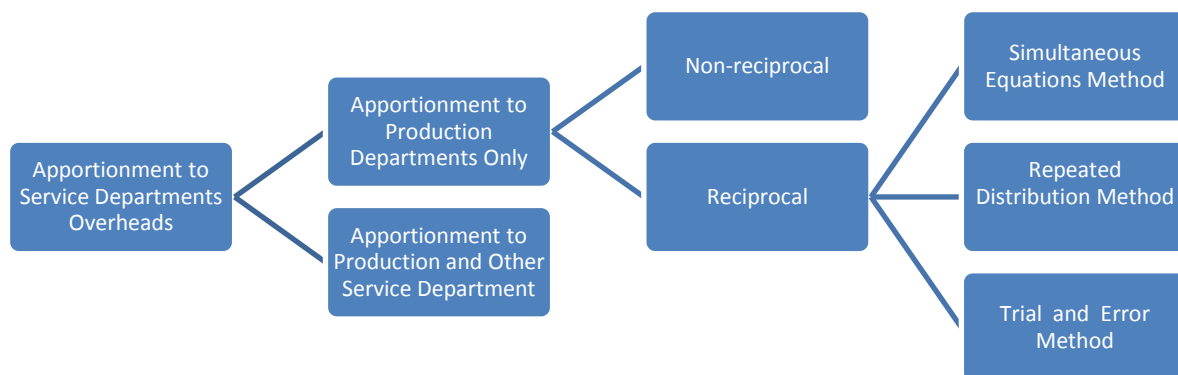 Apportionment to
Service Departments
Overheads
Apportionment to
Production
Departments Only
Apportionment to
Production and Other
Service Department
Non-reciprocal
Reciprocal
Simultaneous
Equations Method
Repeated
Distribution Method
Trial and Error
Method